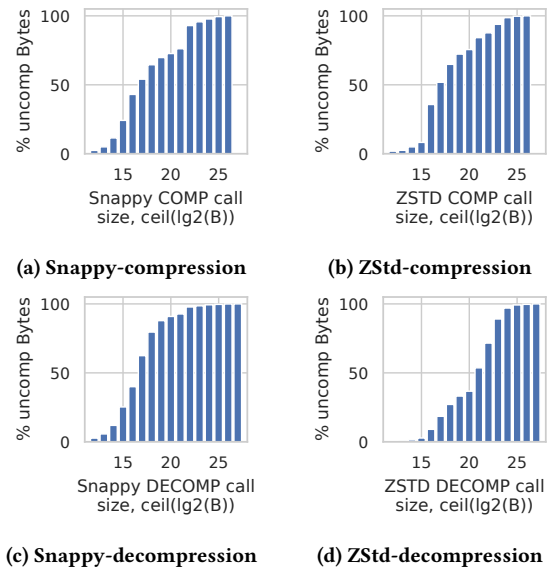 100
50
0
% uncomp Bytes
15 20 25
Snappy COMP call
size, ceil(lg2(B))
(a) Snappy-compression
100
50
0
% uncomp Bytes
15 20 25
ZSTD COMP call
size, ceil(lg2(B))
(b) ZStd-compression
100
50
0
% uncomp Bytes
15 20 25
Snappy DECOMP call
size, ceil(lg2(B))
(c) Snappy-decompression
100
50
0
% uncomp Bytes
15 20 25
ZSTD DECOMP call
size, ceil(lg2(B))
(d) ZStd-decompression